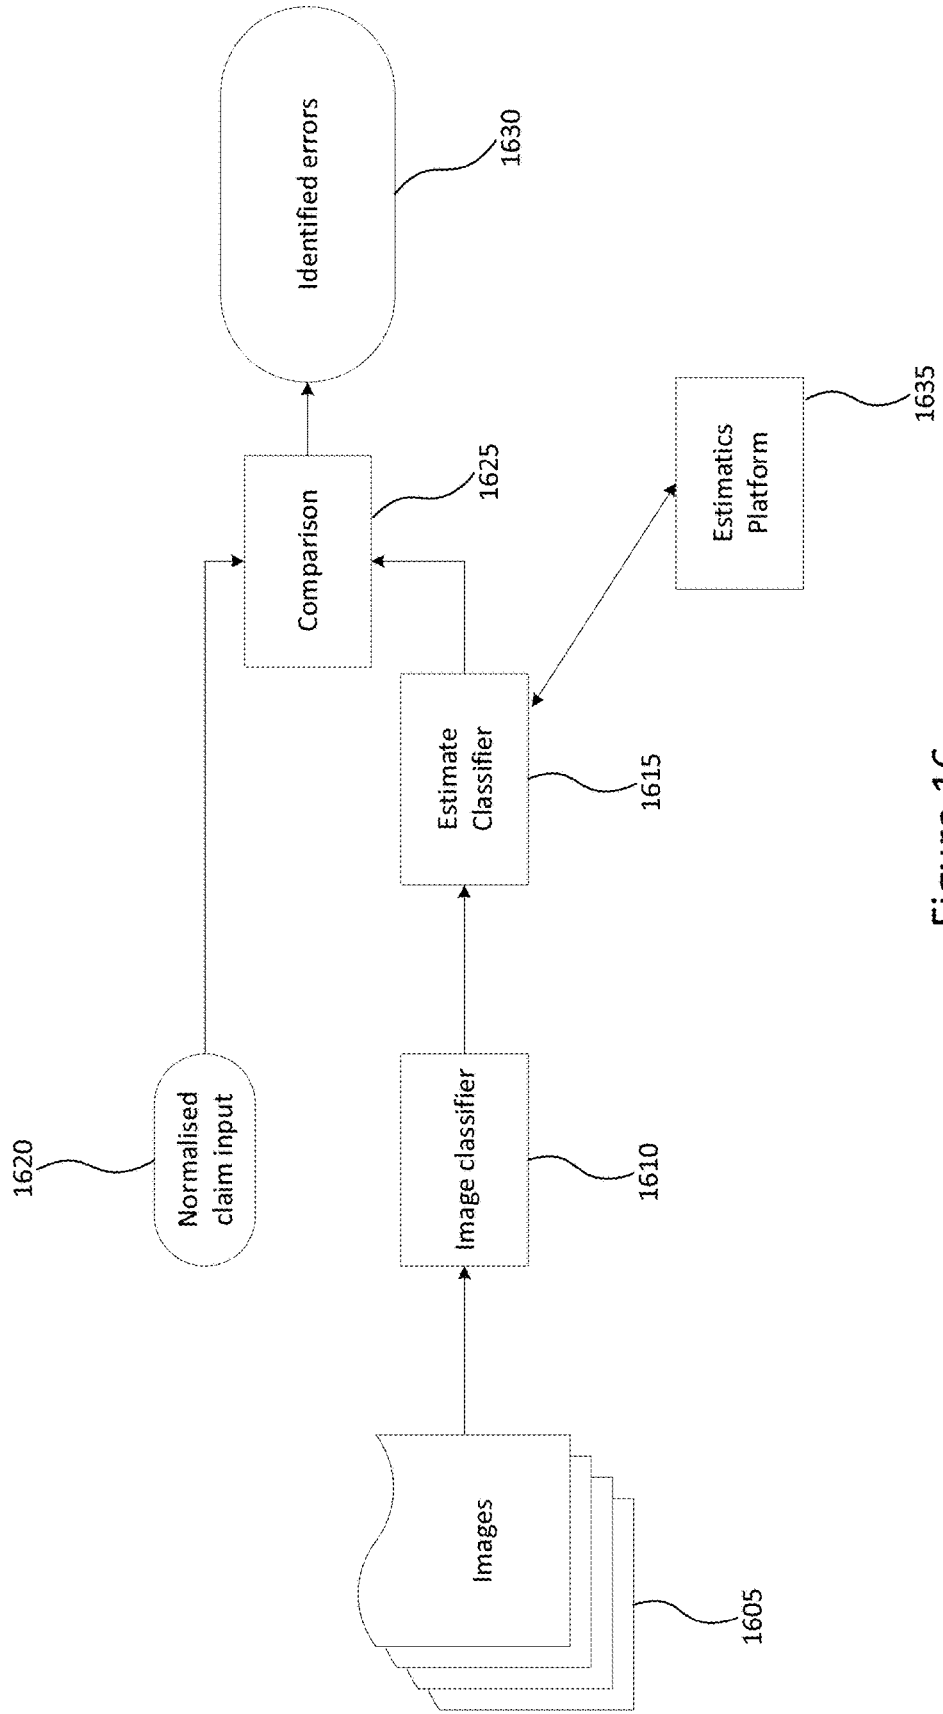 1620
Normalised
claim input
Comparison
1625
Identified errors
1630
Images
1605
Image classifier
1610
Estimate
Classifier
1615
Estimatics
Platform
1635
Figure 16